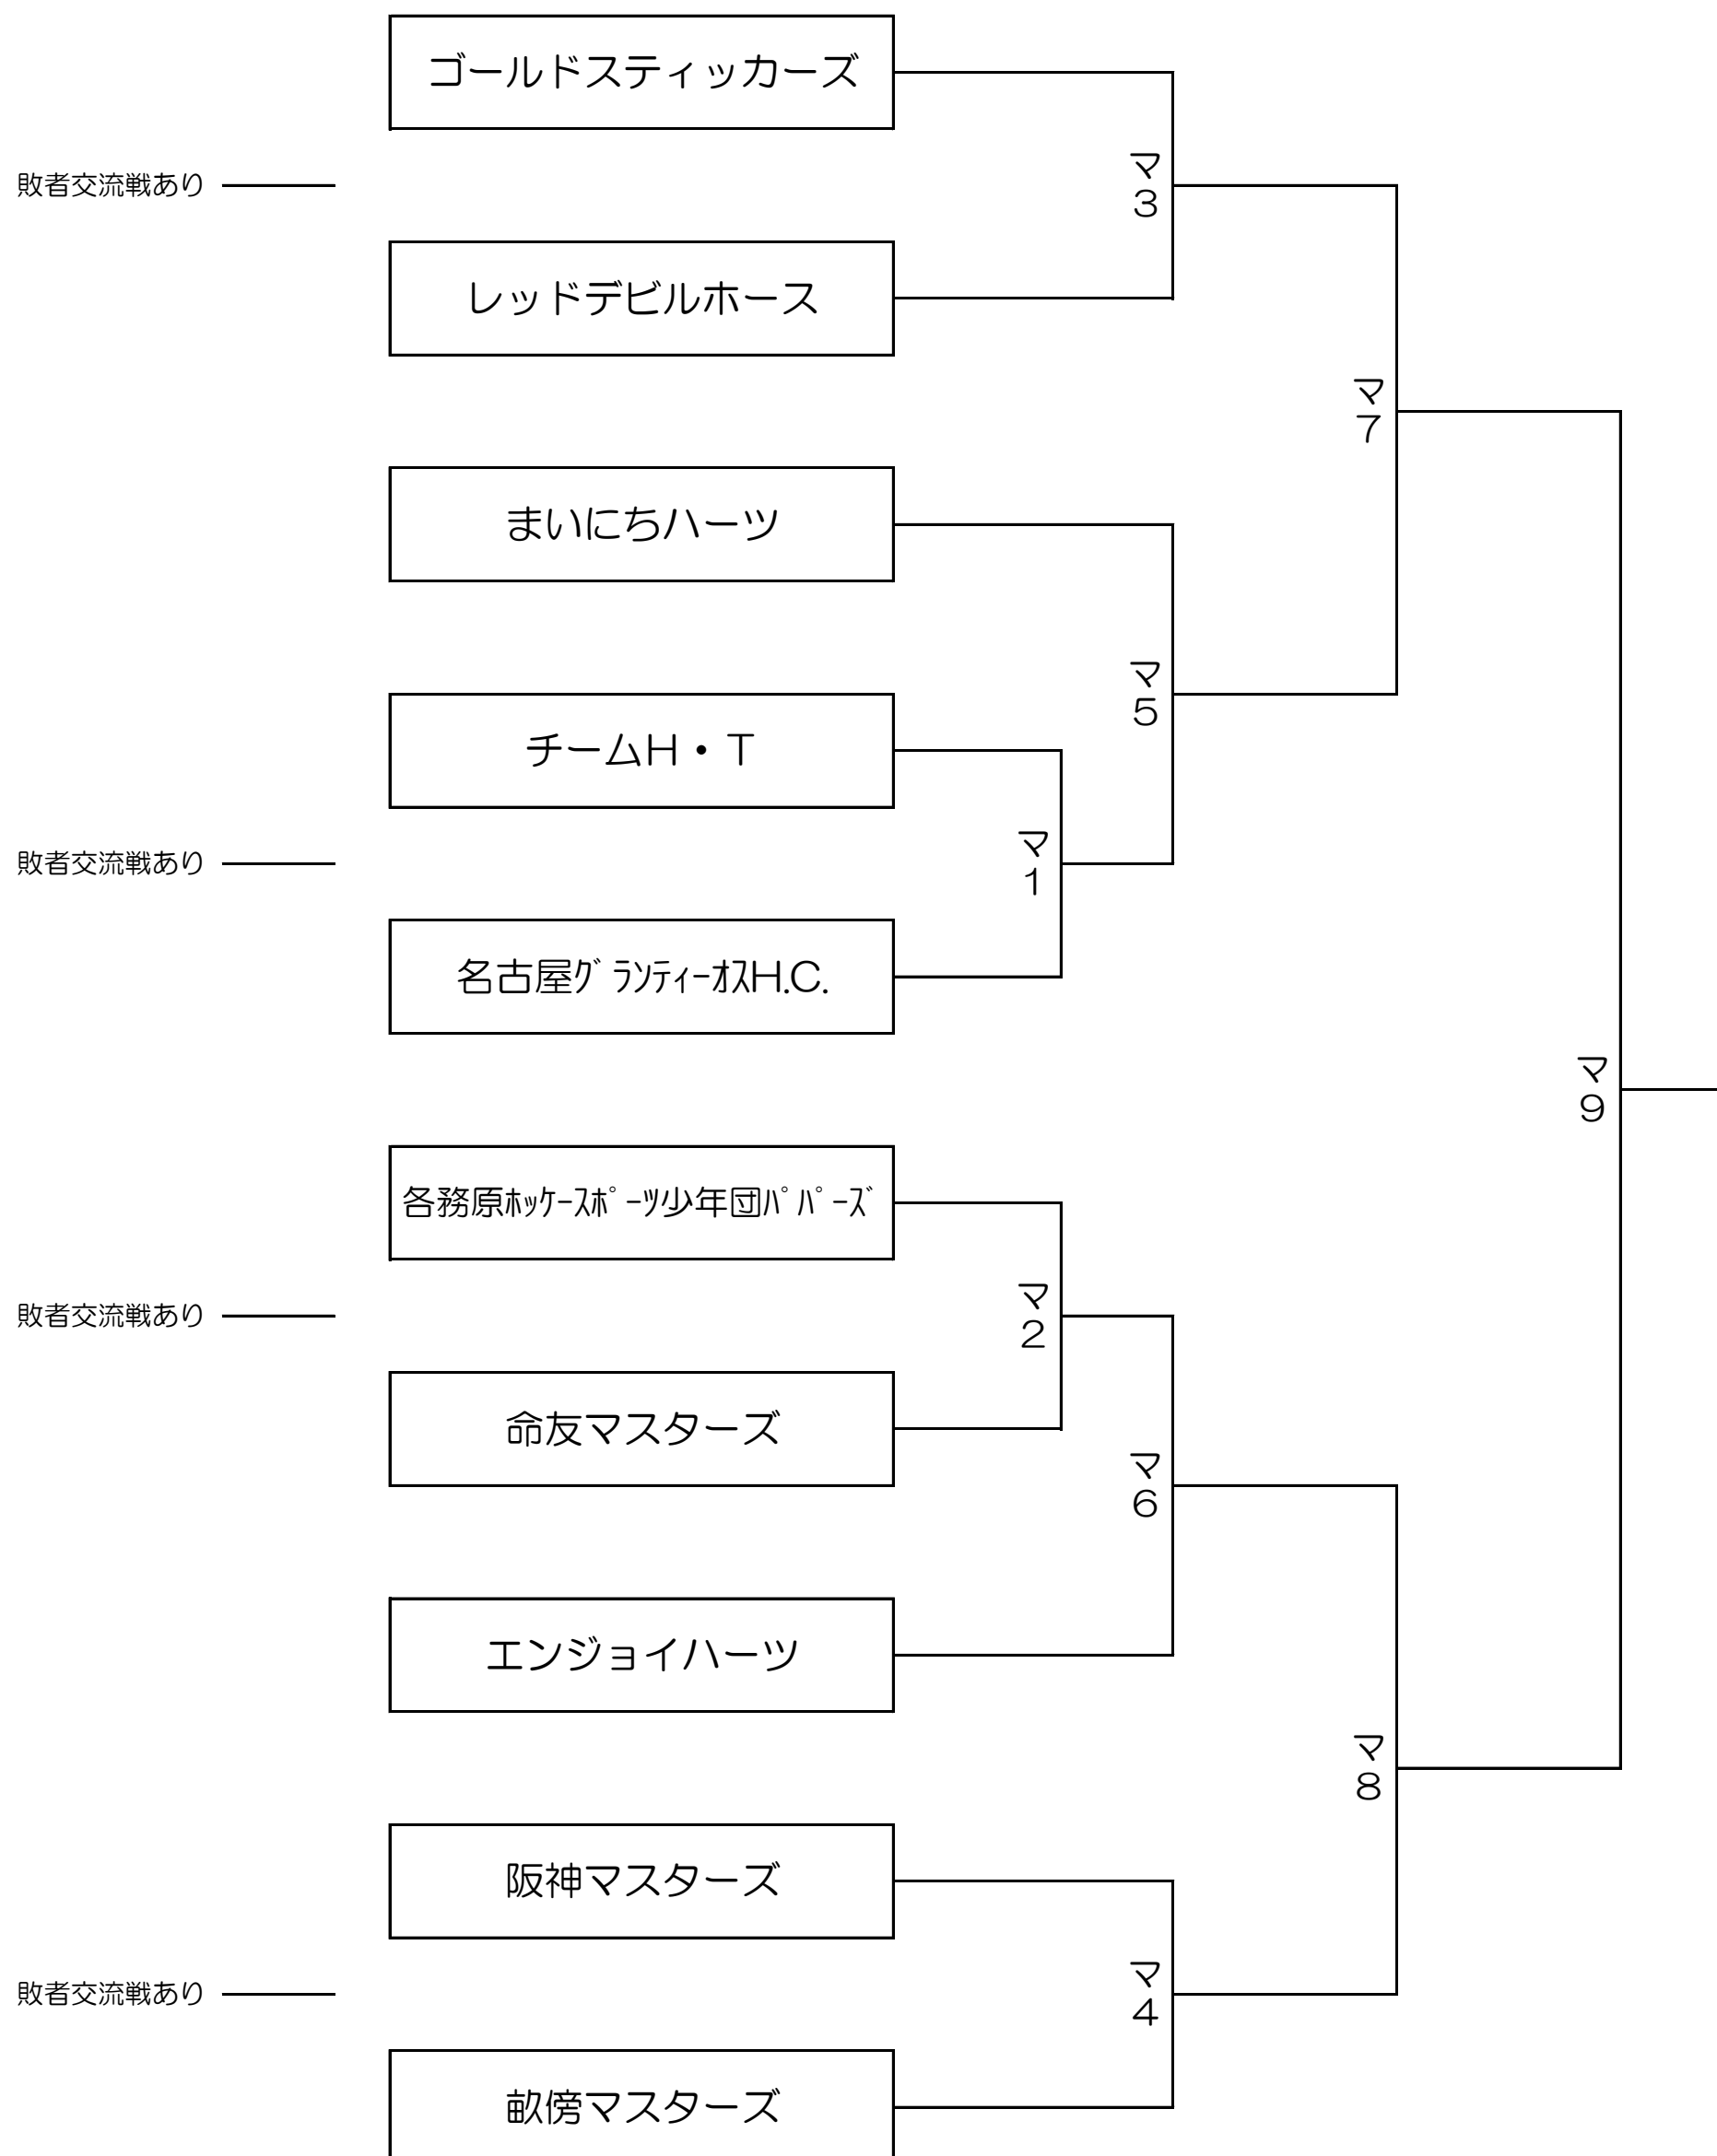 ゴールドスティッカーズ
マ3
敗者交流戦あり
レッドデビルホース
マ7
まいにちハーツ
マ5
チームH・T
マ1
敗者交流戦あり
名古屋ｸﾞﾗﾝﾃｨｰｵｽH.C.
マ9
各務原ﾎｯｹｰｽﾎﾟｰﾂ少年団ﾊﾟﾊﾟｰｽﾞ
マ2
敗者交流戦あり
命友マスターズ
マ6
エンジョイハーツ
マ8
阪神マスターズ
マ4
敗者交流戦あり
畝傍マスターズ